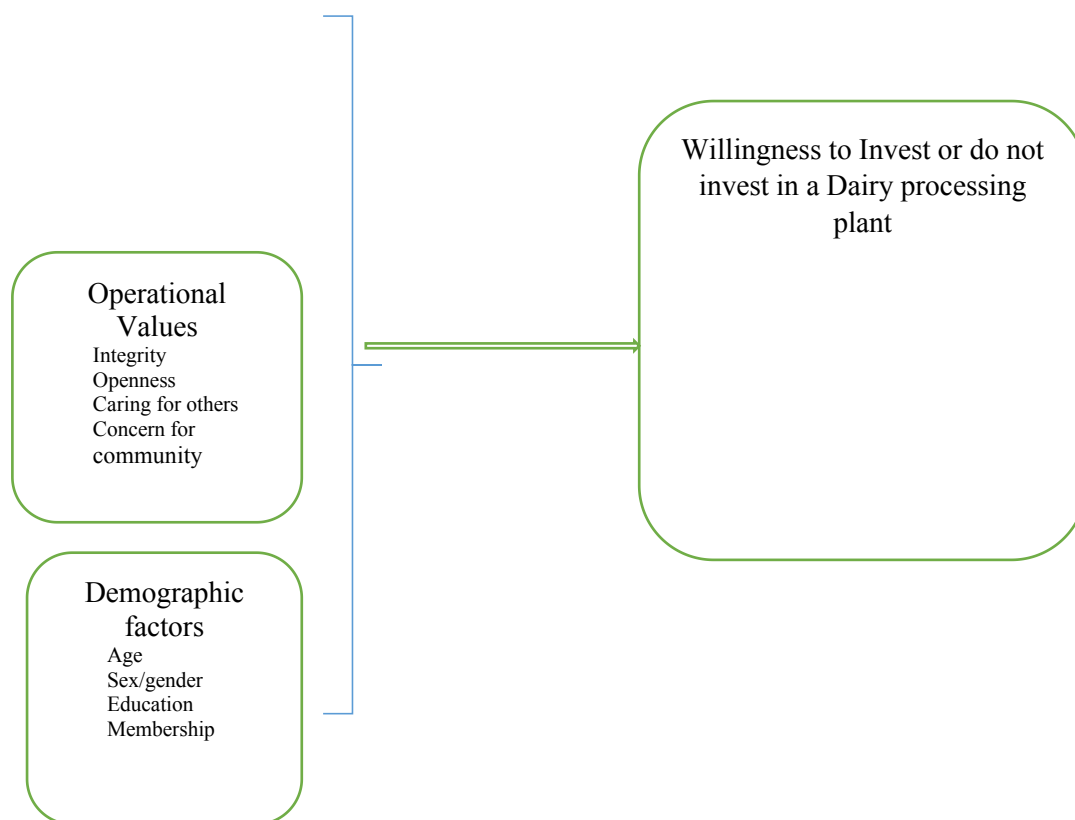 Willingness to Invest or do not
invest in a Dairy processing
plant
Operational
Values
Integrity
Openness
Caring for others
Concern for
community
Demographic
factors
Age
Sex/gender
Education
Membership